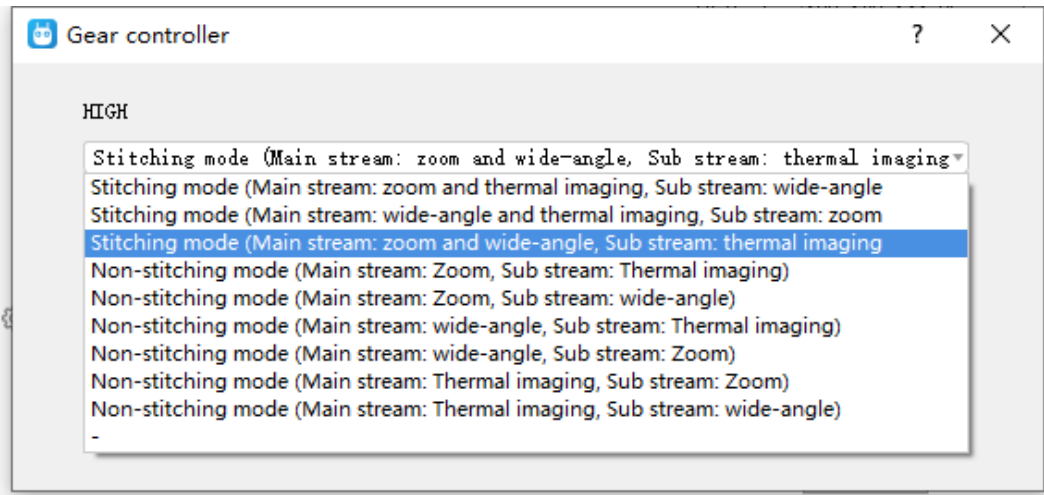 Gear controller
?
HIGH
Stitching mode (Main stream: zoom and wide-angle, Sub stream: thermal imaging
Stitching mode (Main stream: zoom and thermal imaging, Sub stream: wide-angle
Stitching mode (Main stream: wide-angle and thermal imaging, Sub stream: zoom
Stitching mode (Main stream: zoom and wide-angle, Sub stream: thermal imaging
Non-stitching mode (Main stream: Zoom, Sub stream: Thermal imaging)
Non-stitching mode (Main stream: Zoom, Sub stream: wide-angle)
Non-stitching mode (Main stream: wide-angle, Sub stream: Thermal imaging)
Non-stitching mode (Main stream: wide-angle, Sub stream: Zoom)
Non-stitching mode (Main stream: Thermal imaging, Sub stream: Zoom)
Non-stitching mode (Main stream: Thermal imaging, Sub stream: wide-angle)
-